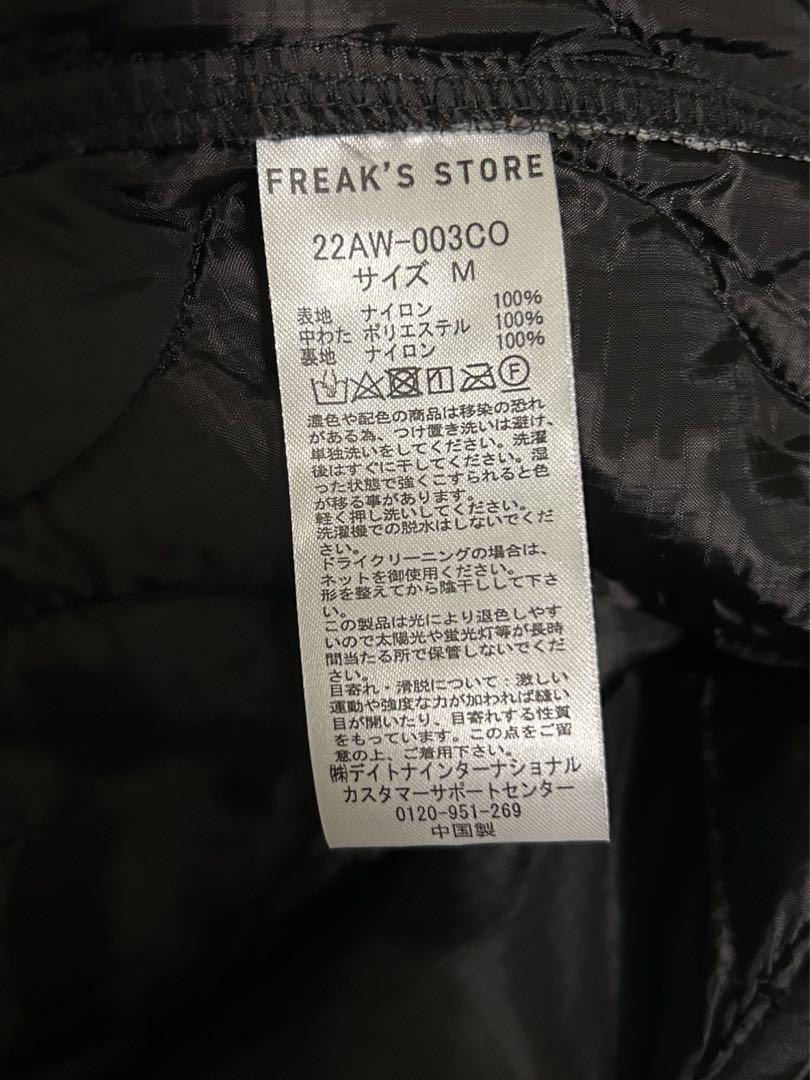 FREAK'S STORE
22AW-003CO
サイズ M
表地 ナイロン 100%
中わた ポリエステル 100%
裏地 ナイロン 100%
F
濃色や配色の商品は移染の恐れ
がある為、つけ置き洗いは避け、
単独洗いをしてください。洗濯
後はすぐに干してください。湿
った状態で強くこすられると色
が移る事があります。
軽く押し洗いしてください。
洗濯機での脱水はしないでくだ
さい。
ドライクリーニングの場合は、
ネットを御使用ください。
形を整えてから陰干しして下さ
い。
この製品は光により退色しやす
いので太陽光や蛍光灯等が長時
間当たる所で保管しないでくだ
さい。
目寄れ・滑脱について:激しい
運動や強度な力が加われば縫い
目が開いたり、目寄れする性質
をもっています。この点をご留
意の上、ご着用下さい。
㈱デイトナインターナショナル
カスタマーサポートセンター
0120-951-269
中国製